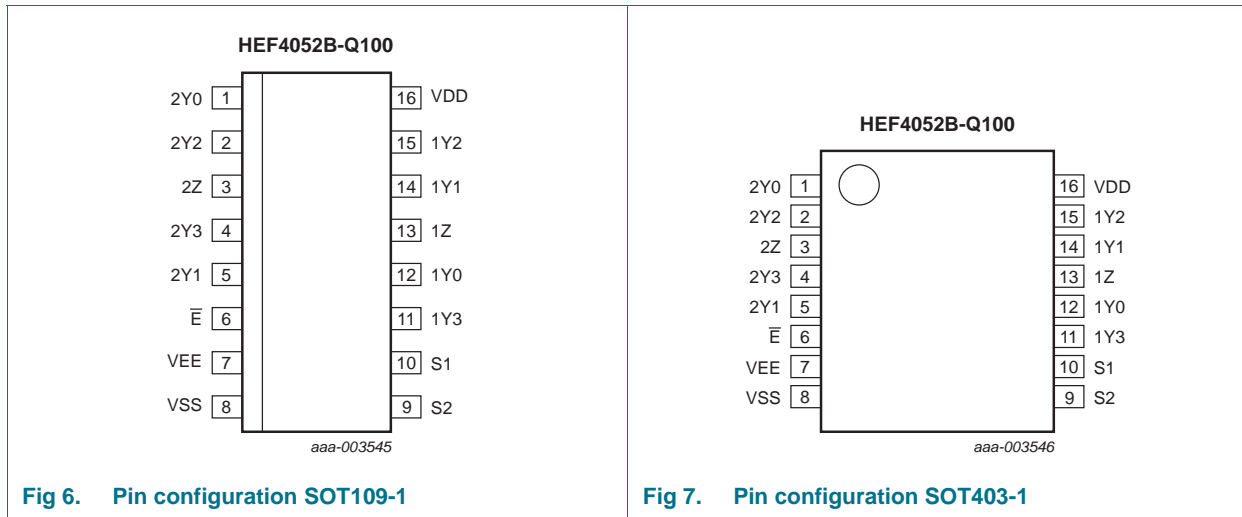 HEF4052B-Q100
2Y0 1 16 VDD
2Y2 2 15 1Y2
2Z 3 14 1Y1
2Y3 4 13 1Z
2Y1 5 12 1Y0
E̅ 6 11 1Y3
VEE 7 10 S1
VSS 8 9 S2
aaa-003545
Fig 6. Pin configuration SOT109-1
HEF4052B-Q100
2Y0 1 16 VDD
2Y2 2 15 1Y2
2Z 3 14 1Y1
2Y3 4 13 1Z
2Y1 5 12 1Y0
E̅ 6 11 1Y3
VEE 7 10 S1
VSS 8 9 S2
aaa-003546
Fig 7. Pin configuration SOT403-1